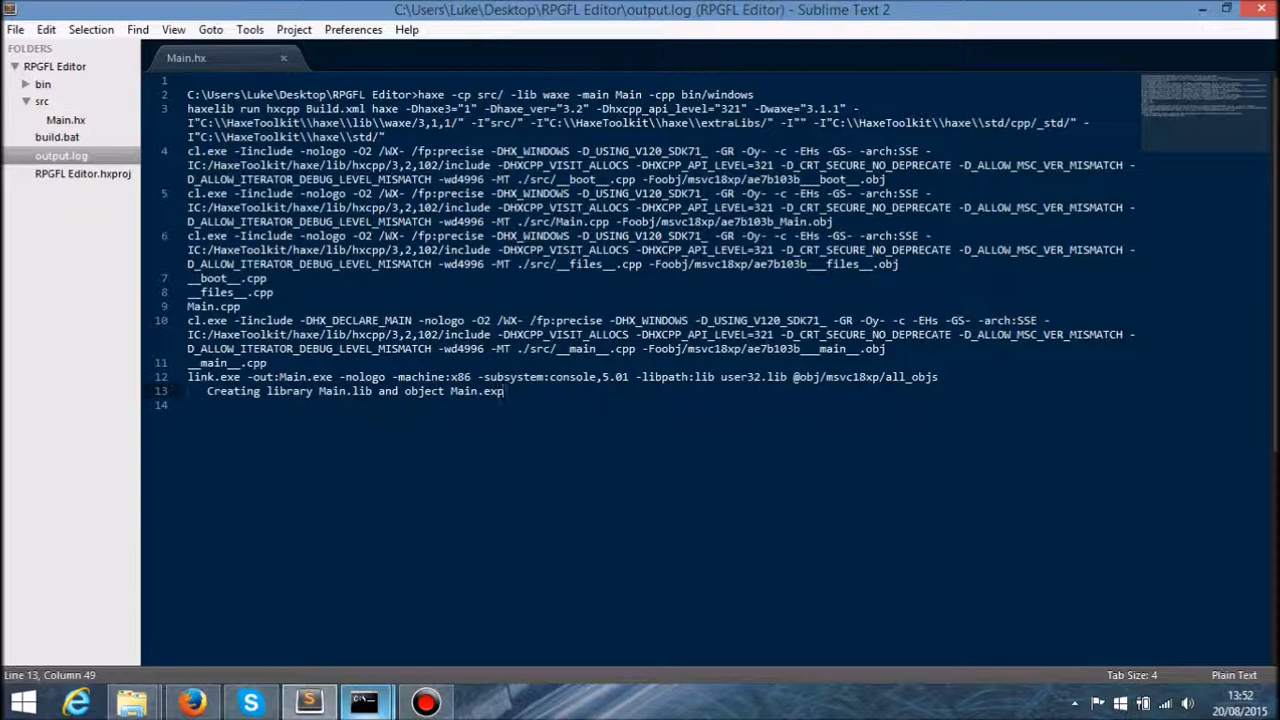 C:\Users\Luke\Desktop\RPGFL Editor\output.log (RPGFL Editor) - Sublime Text 2
File Edit Selection Find View Goto Tools Project Preferences Help
FOLDERS
RPGFL Editor
bin
src
Main.hx
build.bat
output.log
RPGFL Editor.hxproj
Main.hx
1
2 C:\Users\Luke\Desktop\RPGFL Editor>haxe -cp src/ -lib waxe -main Main -cpp bin/windows
3 haxelib run hxcpp Build.xml haxe -Dhaxe3="1" -Dhaxe_ver="3.2" -Dhxcpp_api_level="321" -Dwaxe="3.1.1" -
I"C:\\HaxeToolkit\\haxe\\lib\\waxe/3,1,1/" -I"src/" -I"C:\\HaxeToolkit\\haxe\\extraLibs/" -I"" -I"C:\\HaxeToolkit\\haxe\\std/cpp/_std/" -
I"C:\\HaxeToolkit\\haxe\\std/"
4 cl.exe -Iinclude -nologo -O2 /WX- /fp:precise -DHX_WINDOWS -D_USING_V120_SDK71_ -GR -Oy- -c -EHs -GS- -arch:SSE -
IC:/HaxeToolkit/haxe/lib/hxcpp/3,2,102/include -DHXCPP_VISIT_ALLOCS -DHXCPP_API_LEVEL=321 -D_CRT_SECURE_NO_DEPRECATE -D_ALLOW_MSC_VER_MISMATCH -
D_ALLOW_ITERATOR_DEBUG_LEVEL_MISMATCH -wd4996 -MT ./src/__boot__.cpp -Foobj/msvc18xp/ae7b103b___boot__.obj
5 cl.exe -Iinclude -nologo -O2 /WX- /fp:precise -DHX_WINDOWS -D_USING_V120_SDK71_ -GR -Oy- -c -EHs -GS- -arch:SSE -
IC:/HaxeToolkit/haxe/lib/hxcpp/3,2,102/include -DHXCPP_VISIT_ALLOCS -DHXCPP_API_LEVEL=321 -D_CRT_SECURE_NO_DEPRECATE -D_ALLOW_MSC_VER_MISMATCH -
D_ALLOW_ITERATOR_DEBUG_LEVEL_MISMATCH -wd4996 -MT ./src/Main.cpp -Foobj/msvc18xp/ae7b103b_Main.obj
6 cl.exe -Iinclude -nologo -O2 /WX- /fp:precise -DHX_WINDOWS -D_USING_V120_SDK71_ -GR -Oy- -c -EHs -GS- -arch:SSE -
IC:/HaxeToolkit/haxe/lib/hxcpp/3,2,102/include -DHXCPP_VISIT_ALLOCS -DHXCPP_API_LEVEL=321 -D_CRT_SECURE_NO_DEPRECATE -D_ALLOW_MSC_VER_MISMATCH -
D_ALLOW_ITERATOR_DEBUG_LEVEL_MISMATCH -wd4996 -MT ./src/__files__.cpp -Foobj/msvc18xp/ae7b103b___files__.obj
7 __boot__.cpp
8 __files__.cpp
9 Main.cpp
10 cl.exe -Iinclude -DHX_DECLARE_MAIN -nologo -O2 /WX- /fp:precise -DHX_WINDOWS -D_USING_V120_SDK71_ -GR -Oy- -c -EHs -GS- -arch:SSE -
IC:/HaxeToolkit/haxe/lib/hxcpp/3,2,102/include -DHXCPP_VISIT_ALLOCS -DHXCPP_API_LEVEL=321 -D_CRT_SECURE_NO_DEPRECATE -D_ALLOW_MSC_VER_MISMATCH -
D_ALLOW_ITERATOR_DEBUG_LEVEL_MISMATCH -wd4996 -MT ./src/__main__.cpp -Foobj/msvc18xp/ae7b103b___main__.obj
11 __main__.cpp
12 link.exe -out:Main.exe -nologo -machine:x86 -subsystem:console,5.01 -libpath:lib user32.lib @obj/msvc18xp/all_objs
13 Creating library Main.lib and object Main.exp
14
Line 13, Column 49
Tab Size: 4
Plain Text
13:52
20/08/2015